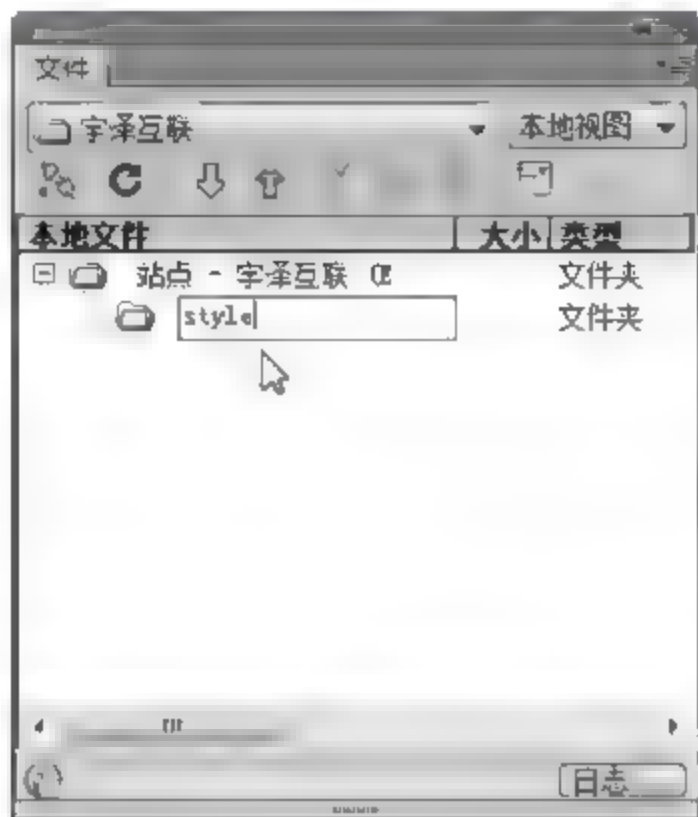 文件
宇泽互联 本地视图
本地文件 大小 类型
站点 - 宇泽互联 文件夹
style 文件夹
日志